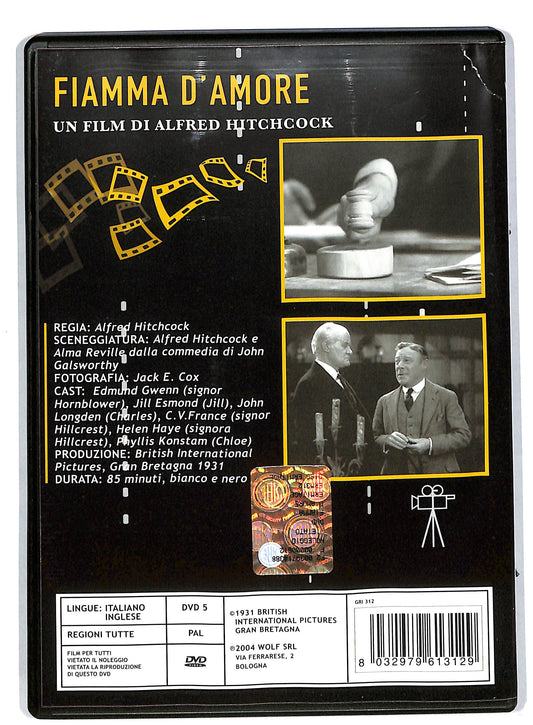 FIAMMA D'AMORE
UN FILM DI ALFRED HITCHCOCK
REGIA: Alfred Hitchcock
SCENEGGIATURA: Alfred Hitchcock e
Alma Reville dalla commedia di John
Galsworthy
FOTOGRAFIA: Jack E. Cox
CAST: Edmund Gwenn (signor
Hornblower), Jill Esmond (Jill), John
Longden (Charles), C.V.France (signor
Hillcrest), Helen Haye (signora
Hillcrest), Phyllis Konstam (Chloe)
PRODUZIONE: British International
Pictures, Gran Bretagna 1931
DURATA: 85 minuti, bianco e nero
LINGUE: ITALIANO
INGLESE
DVD 5
REGIONI TUTTE
PAL
FILM PER TUTTI
VIETATO IL NOLEGGIO
VIETATA LA RIPRODUZIONE
DI QUESTO DVD
DVD
VIDEO
©1931 BRITISH
INTERNATIONAL PICTURES
GRAN BRETAGNA
℗2004 WOLF SRL
VIA FERRARESE, 2
BOLOGNA
GRI 312
8 032979 613129